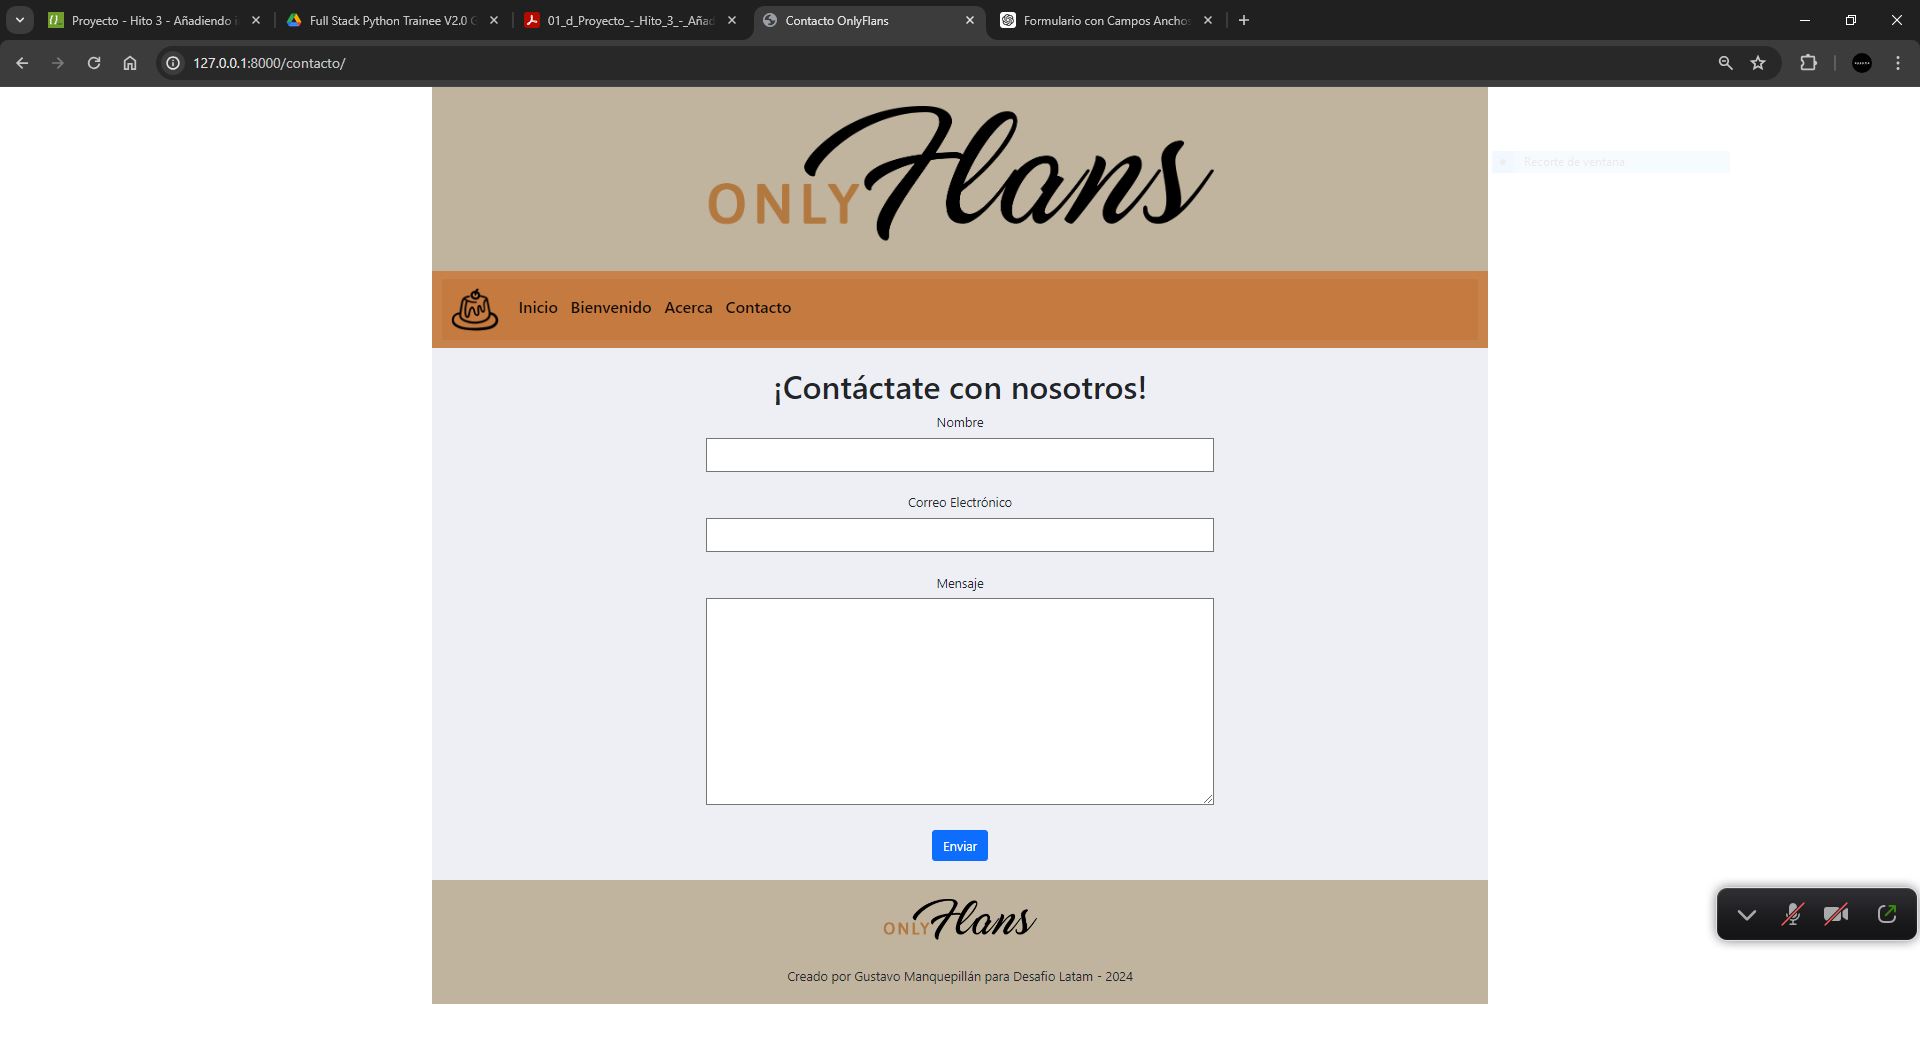 Proyecto - Hito 3 - Añadiendo
Full Stack Python Trainee V2.0
01_d_Proyecto_-_Hito_3_-_Añad
Contacto OnlyFlans
Formulario con Campos Anchos
127.0.0.1:8000/contacto/
ONLY Flans
Recorte de ventana
Inicio Bienvenido Acerca Contacto
¡Contáctate con nosotros!
Nombre
Correo Electrónico
Mensaje
Enviar
ONLY Flans
Creado por Gustavo Manquepillán para Desafio Latam - 2024